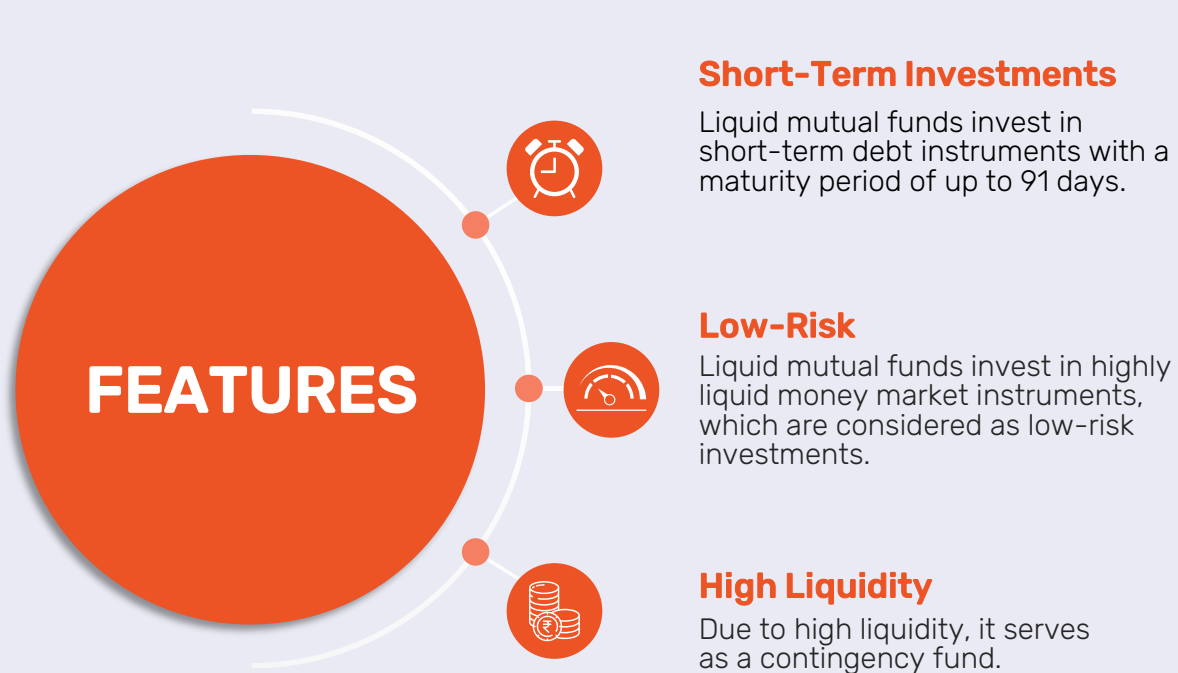 FEATURES
Short-Term Investments
Liquid mutual funds invest in
short-term debt instruments with a
maturity period of up to 91 days.
Low-Risk
Liquid mutual funds invest in highly
liquid money market instruments,
which are considered as low-risk
investments.
₹
High Liquidity
Due to high liquidity, it serves
as a contingency fund.